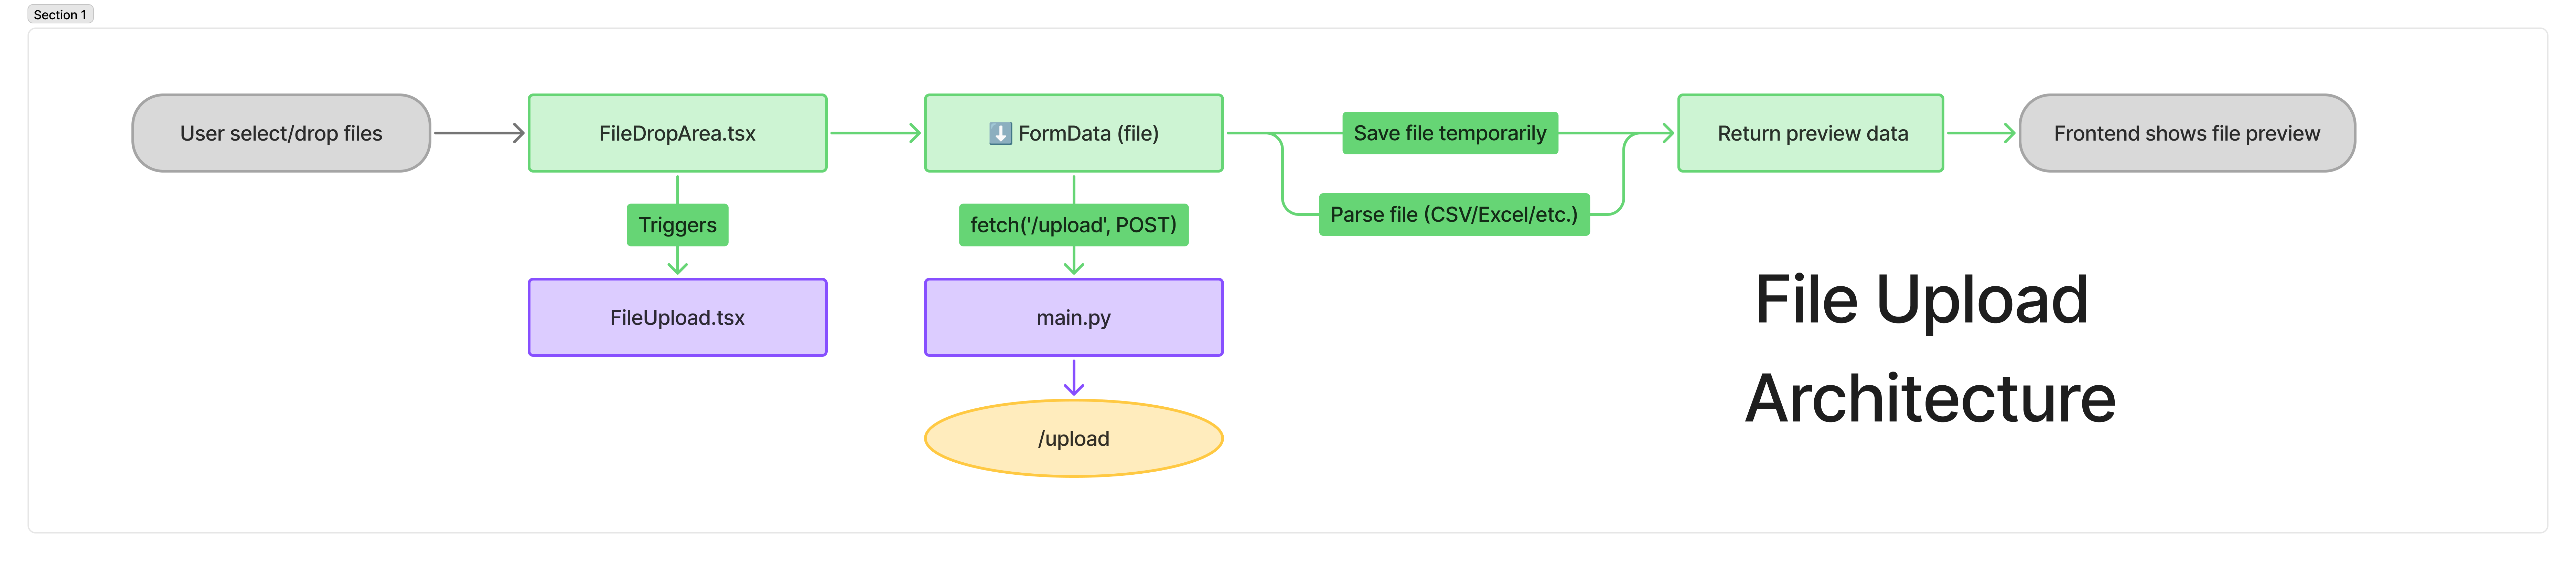 Section 1
User select/drop files
FileDropArea.tsx
⬇️ FormData (file)
Save file temporarily
Return preview data
Frontend shows file preview
Parse file (CSV/Excel/etc.)
Triggers
fetch('/upload', POST)
FileUpload.tsx
main.py
/upload
File Upload
Architecture